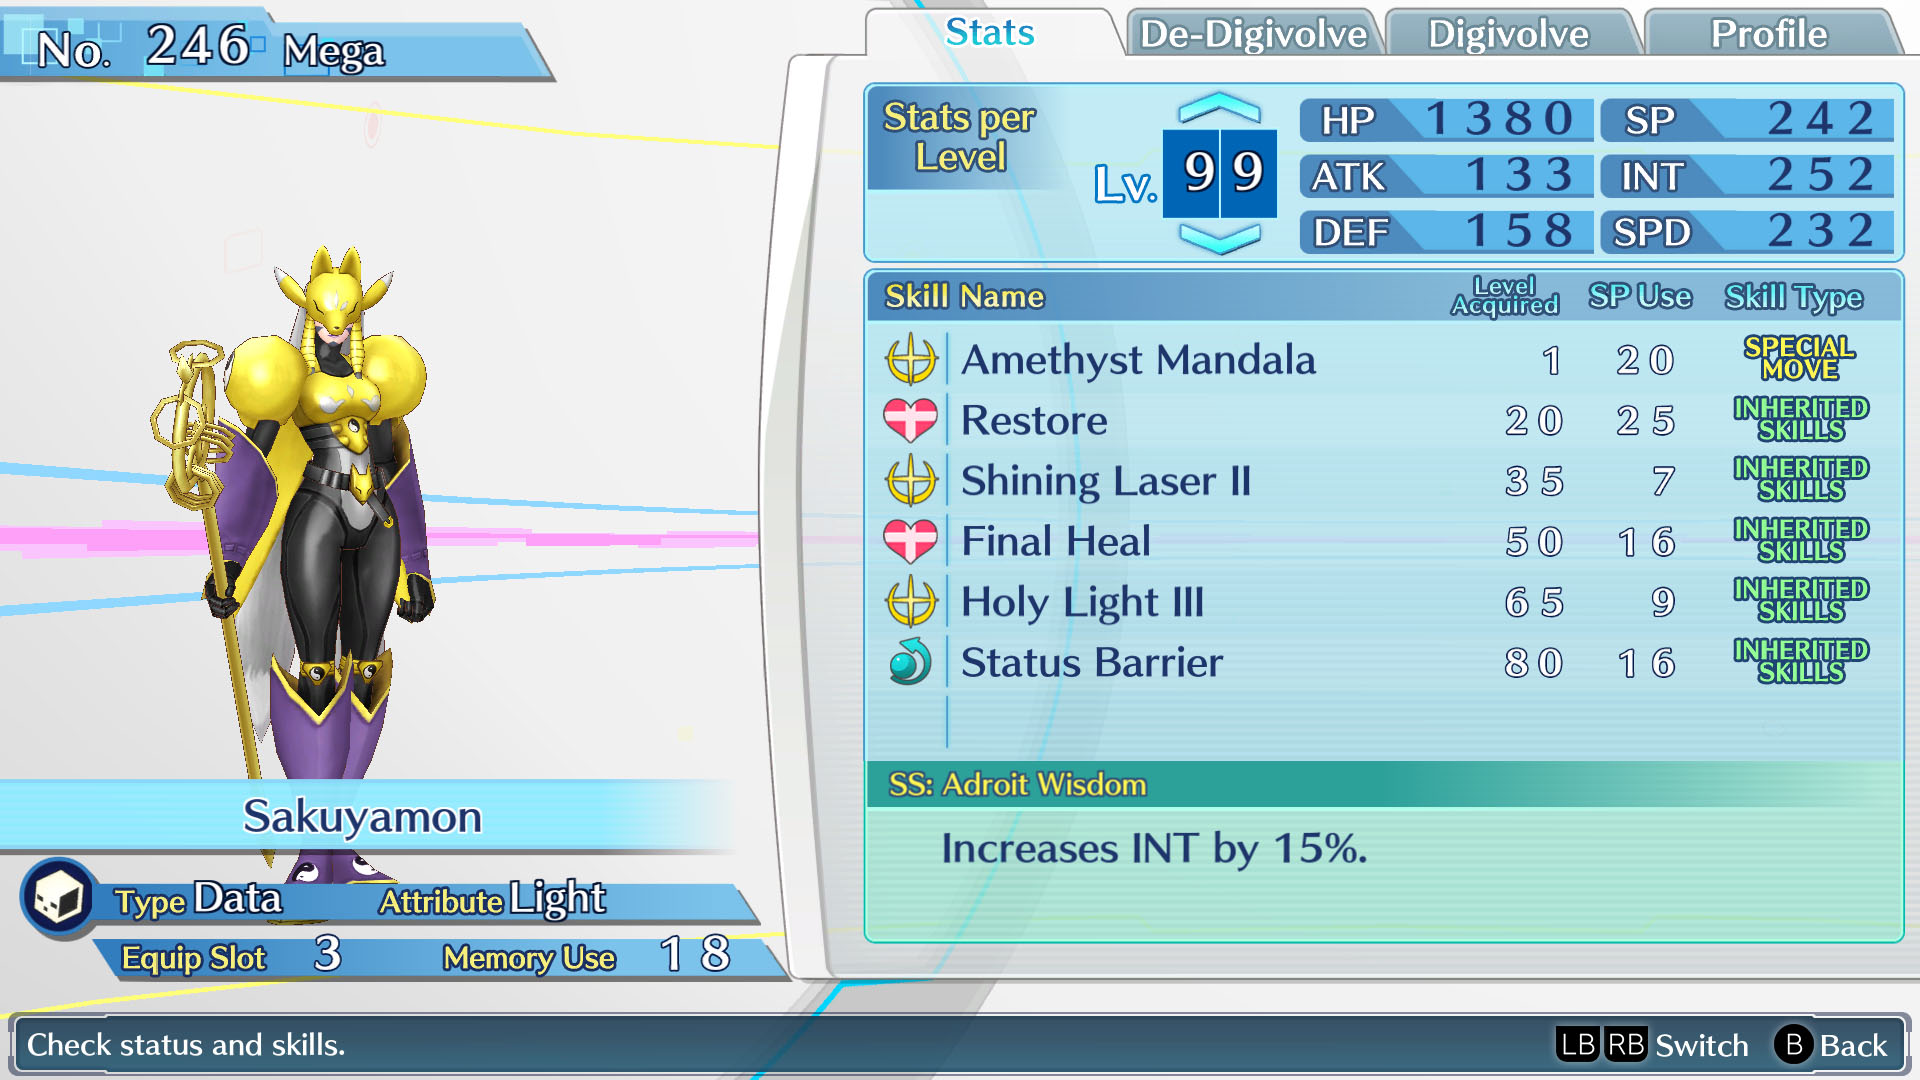 No. 246 Mega
Stats De-Digivolve Digivolve Profile
Stats per
Level
Lv. 99
HP 1380 SP 242
ATK 133 INT 252
DEF 158 SPD 232
Skill Name Level Acquired SP Use Skill Type
Amethyst Mandala 1 20 SPECIAL MOVE
Restore 20 25 INHERITED SKILLS
Shining Laser II 35 7 INHERITED SKILLS
Final Heal 50 16 INHERITED SKILLS
Holy Light III 65 9 INHERITED SKILLS
Status Barrier 80 16 INHERITED SKILLS
SS: Adroit Wisdom
Increases INT by 15%.
Sakuyamon
Type Data Attribute Light
Equip Slot 3 Memory Use 18
Check status and skills.
LB RB Switch B Back